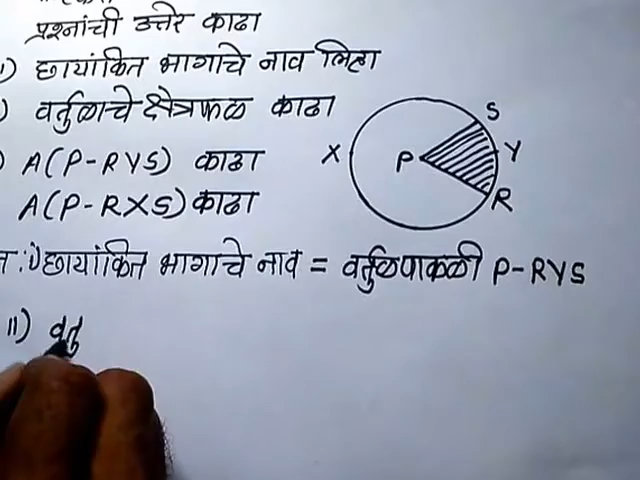 प्रश्नांची उत्तरे काढा
i) छायांकित भागाचे नाव लिहा
) वर्तुळाचे क्षेत्रफळ काढा
) A(P-RYS) काढा
A(P-RXS) काढा
S
X
P
Y
R
i) छायांकित भागाचे नाव = वर्तुळपाकळी P-RYS
ii) वर्तु